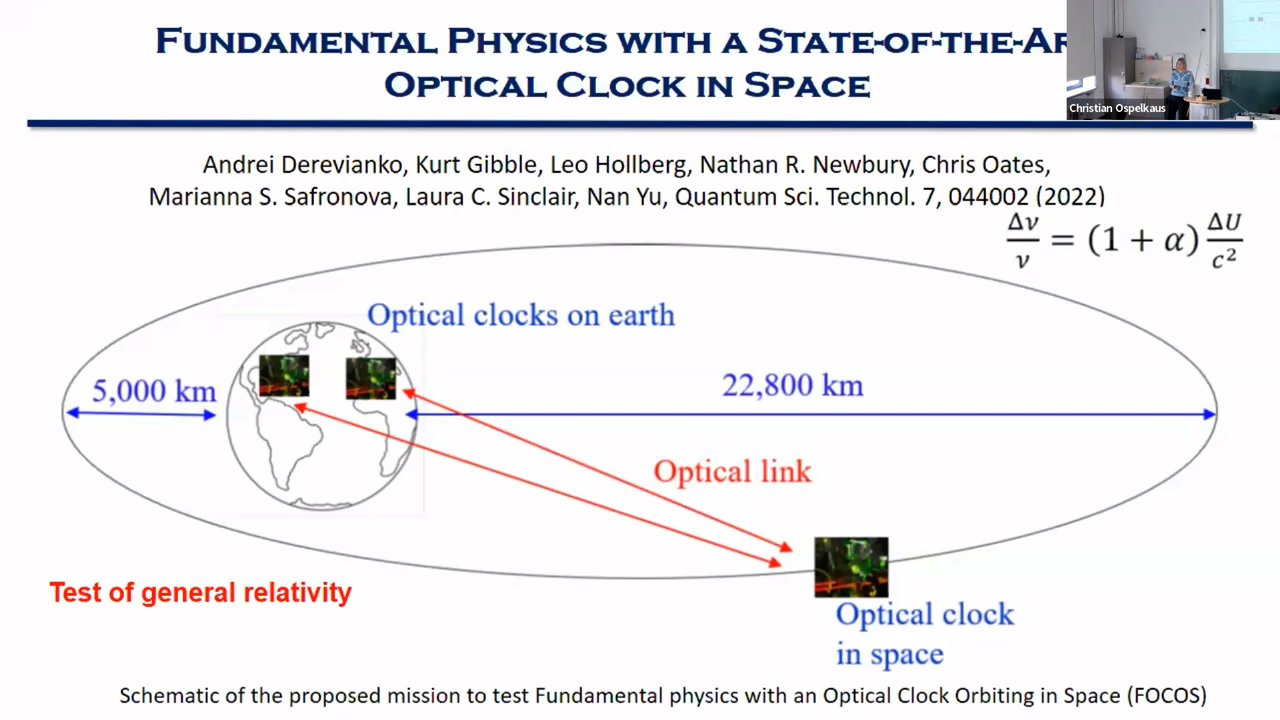 FUNDAMENTAL PHYSICS WITH A STATE-OF-THE-AR
OPTICAL CLOCK IN SPACE
Christian Ospelkaus
Andrei Derevianko, Kurt Gibble, Leo Hollberg, Nathan R. Newbury, Chris Oates,
Marianna S. Safronova, Laura C. Sinclair, Nan Yu, Quantum Sci. Technol. 7, 044002 (2022)
Δν/ν = (1 + α) ΔU/c²
Optical clocks on earth
5,000 km
22,800 km
Optical link
Test of general relativity
Optical clock
in space
Schematic of the proposed mission to test Fundamental physics with an Optical Clock Orbiting in Space (FOCOS)